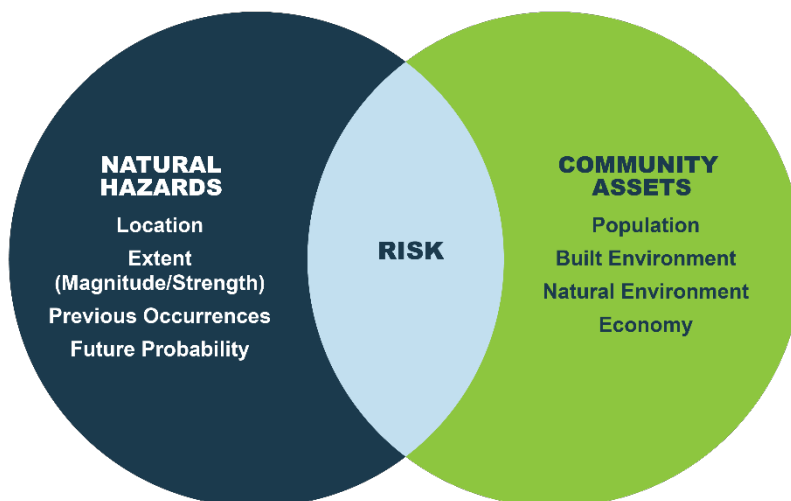 NATURAL
HAZARDS
Location
Extent
(Magnitude/Strength)
Previous Occurrences
Future Probability
RISK
COMMUNITY
ASSETS
Population
Built Environment
Natural Environment
Economy